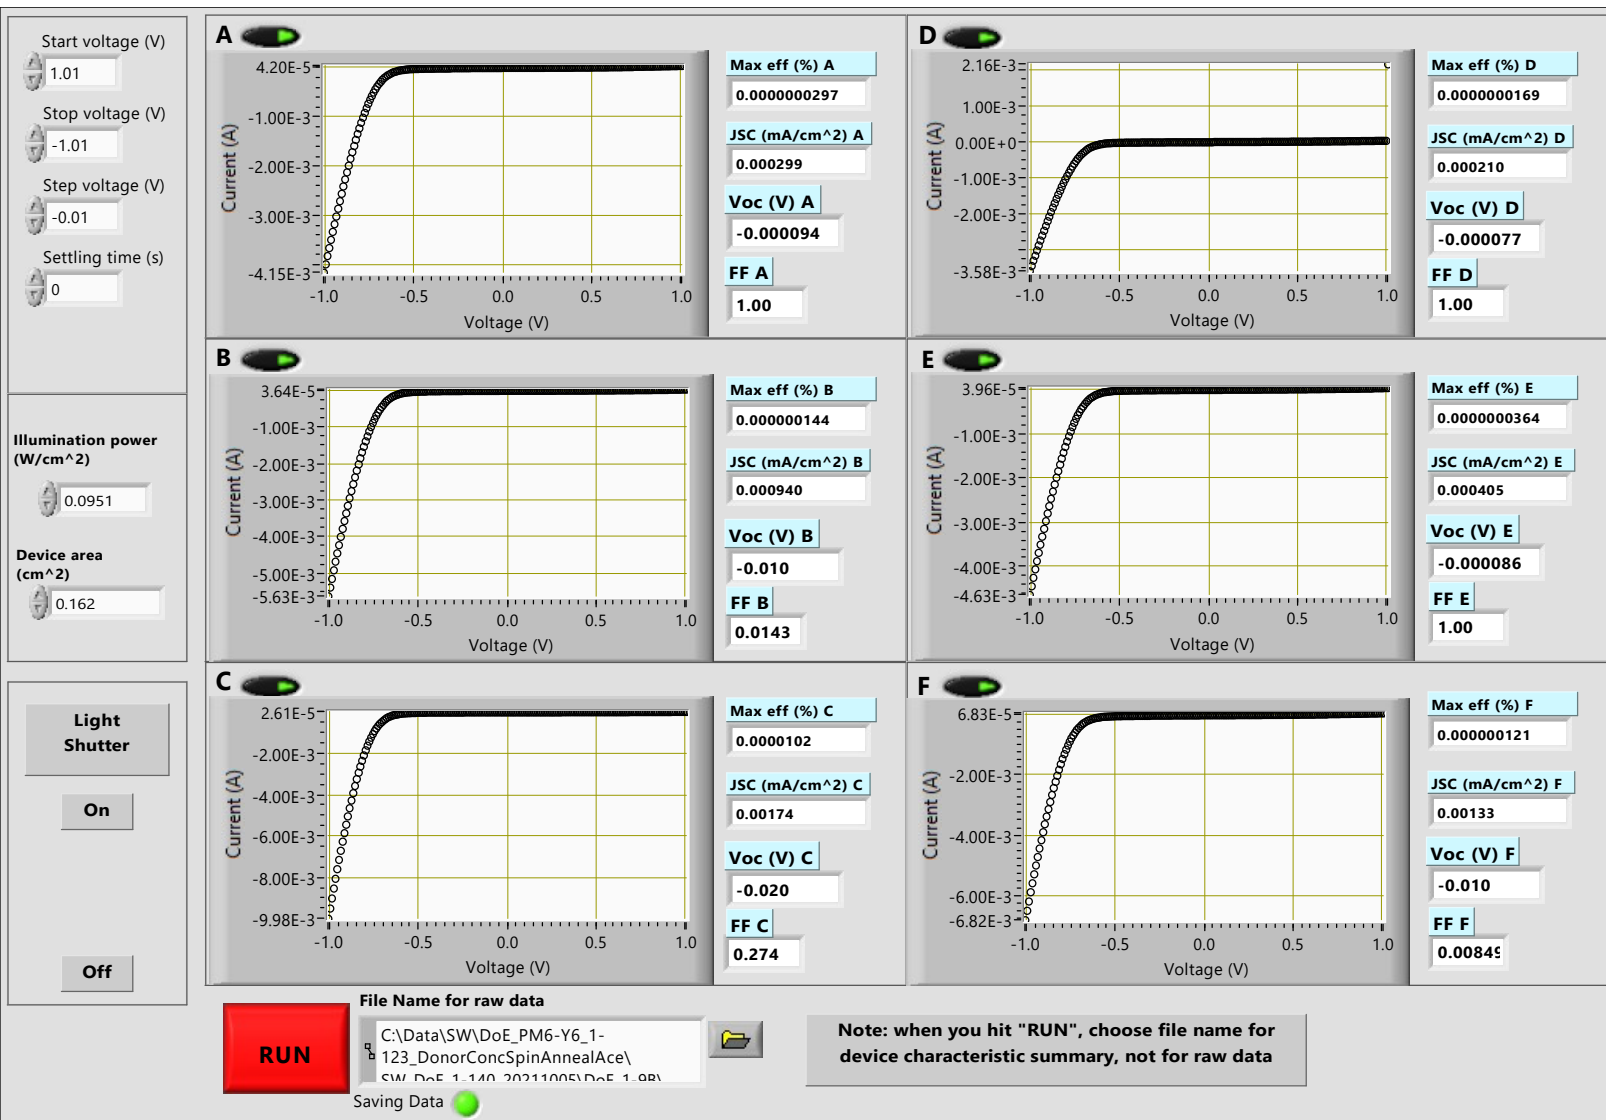 Start voltage (V)
1.01
Stop voltage (V)
-1.01
Step voltage (V)
-0.01
Settling time (s)
0
Illumination power
(W/cm^2)
0.0951
Device area
(cm^2)
0.162
Light
Shutter
On
Off
A
4.20E-5
-1.00E-3
-2.00E-3
-3.00E-3
-4.15E-3
Current (A)
-1.0 -0.5 0.0 0.5 1.0
Voltage (V)
Max eff (%) A
0.0000000297
JSC (mA/cm^2) A
0.000299
Voc (V) A
-0.000094
FF A
1.00
B
3.64E-5
-1.00E-3
-2.00E-3
-3.00E-3
-4.00E-3
-5.00E-3
-5.63E-3
Current (A)
-1.0 -0.5 0.0 0.5 1.0
Voltage (V)
Max eff (%) B
0.000000144
JSC (mA/cm^2) B
0.000940
Voc (V) B
-0.010
FF B
0.0143
C
2.61E-5
-2.00E-3
-4.00E-3
-6.00E-3
-8.00E-3
-9.98E-3
Current (A)
-1.0 -0.5 0.0 0.5 1.0
Voltage (V)
Max eff (%) C
0.0000102
JSC (mA/cm^2) C
0.00174
Voc (V) C
-0.020
FF C
0.274
D
2.16E-3
1.00E-3
0.00E+0
-1.00E-3
-2.00E-3
-3.58E-3
Current (A)
-1.0 -0.5 0.0 0.5 1.0
Voltage (V)
Max eff (%) D
0.0000000169
JSC (mA/cm^2) D
0.000210
Voc (V) D
-0.000077
FF D
1.00
E
3.96E-5
-1.00E-3
-2.00E-3
-3.00E-3
-4.00E-3
-4.63E-3
Current (A)
-1.0 -0.5 0.0 0.5 1.0
Voltage (V)
Max eff (%) E
0.0000000364
JSC (mA/cm^2) E
0.000405
Voc (V) E
-0.000086
FF E
1.00
F
6.83E-5
-2.00E-3
-4.00E-3
-6.00E-3
-6.82E-3
Current (A)
-1.0 -0.5 0.0 0.5 1.0
Voltage (V)
Max eff (%) F
0.000000121
JSC (mA/cm^2) F
0.00133
Voc (V) F
-0.010
FF F
0.00849
RUN
File Name for raw data
C:\Data\SW\DoE_PM6-Y6_1-
123_DonorConcSpinAnnealAce\
SW_DoE_1-140_20211005\DoE_1-9B\
Saving Data
Note: when you hit "RUN", choose file name for
device characteristic summary, not for raw data